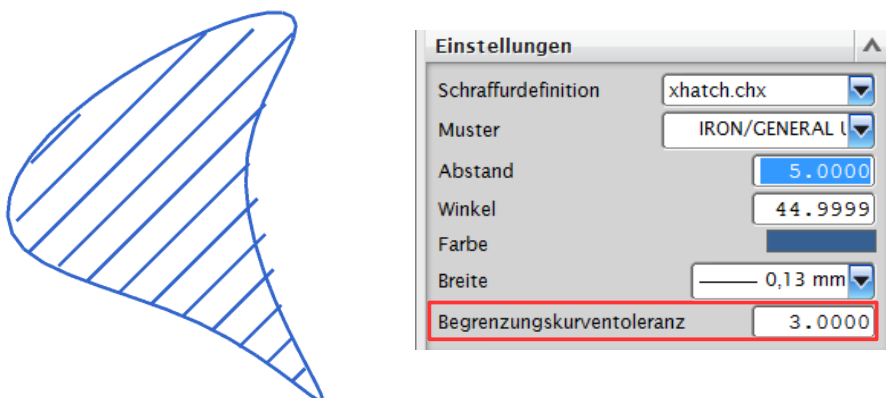 Einstellungen
Schraffurdefinition xhatch.chx
Muster IRON/GENERAL
Abstand 5.0000
Winkel 44.9999
Farbe
Breite 0,13 mm
Begrenzungskurventoleranz 3.0000